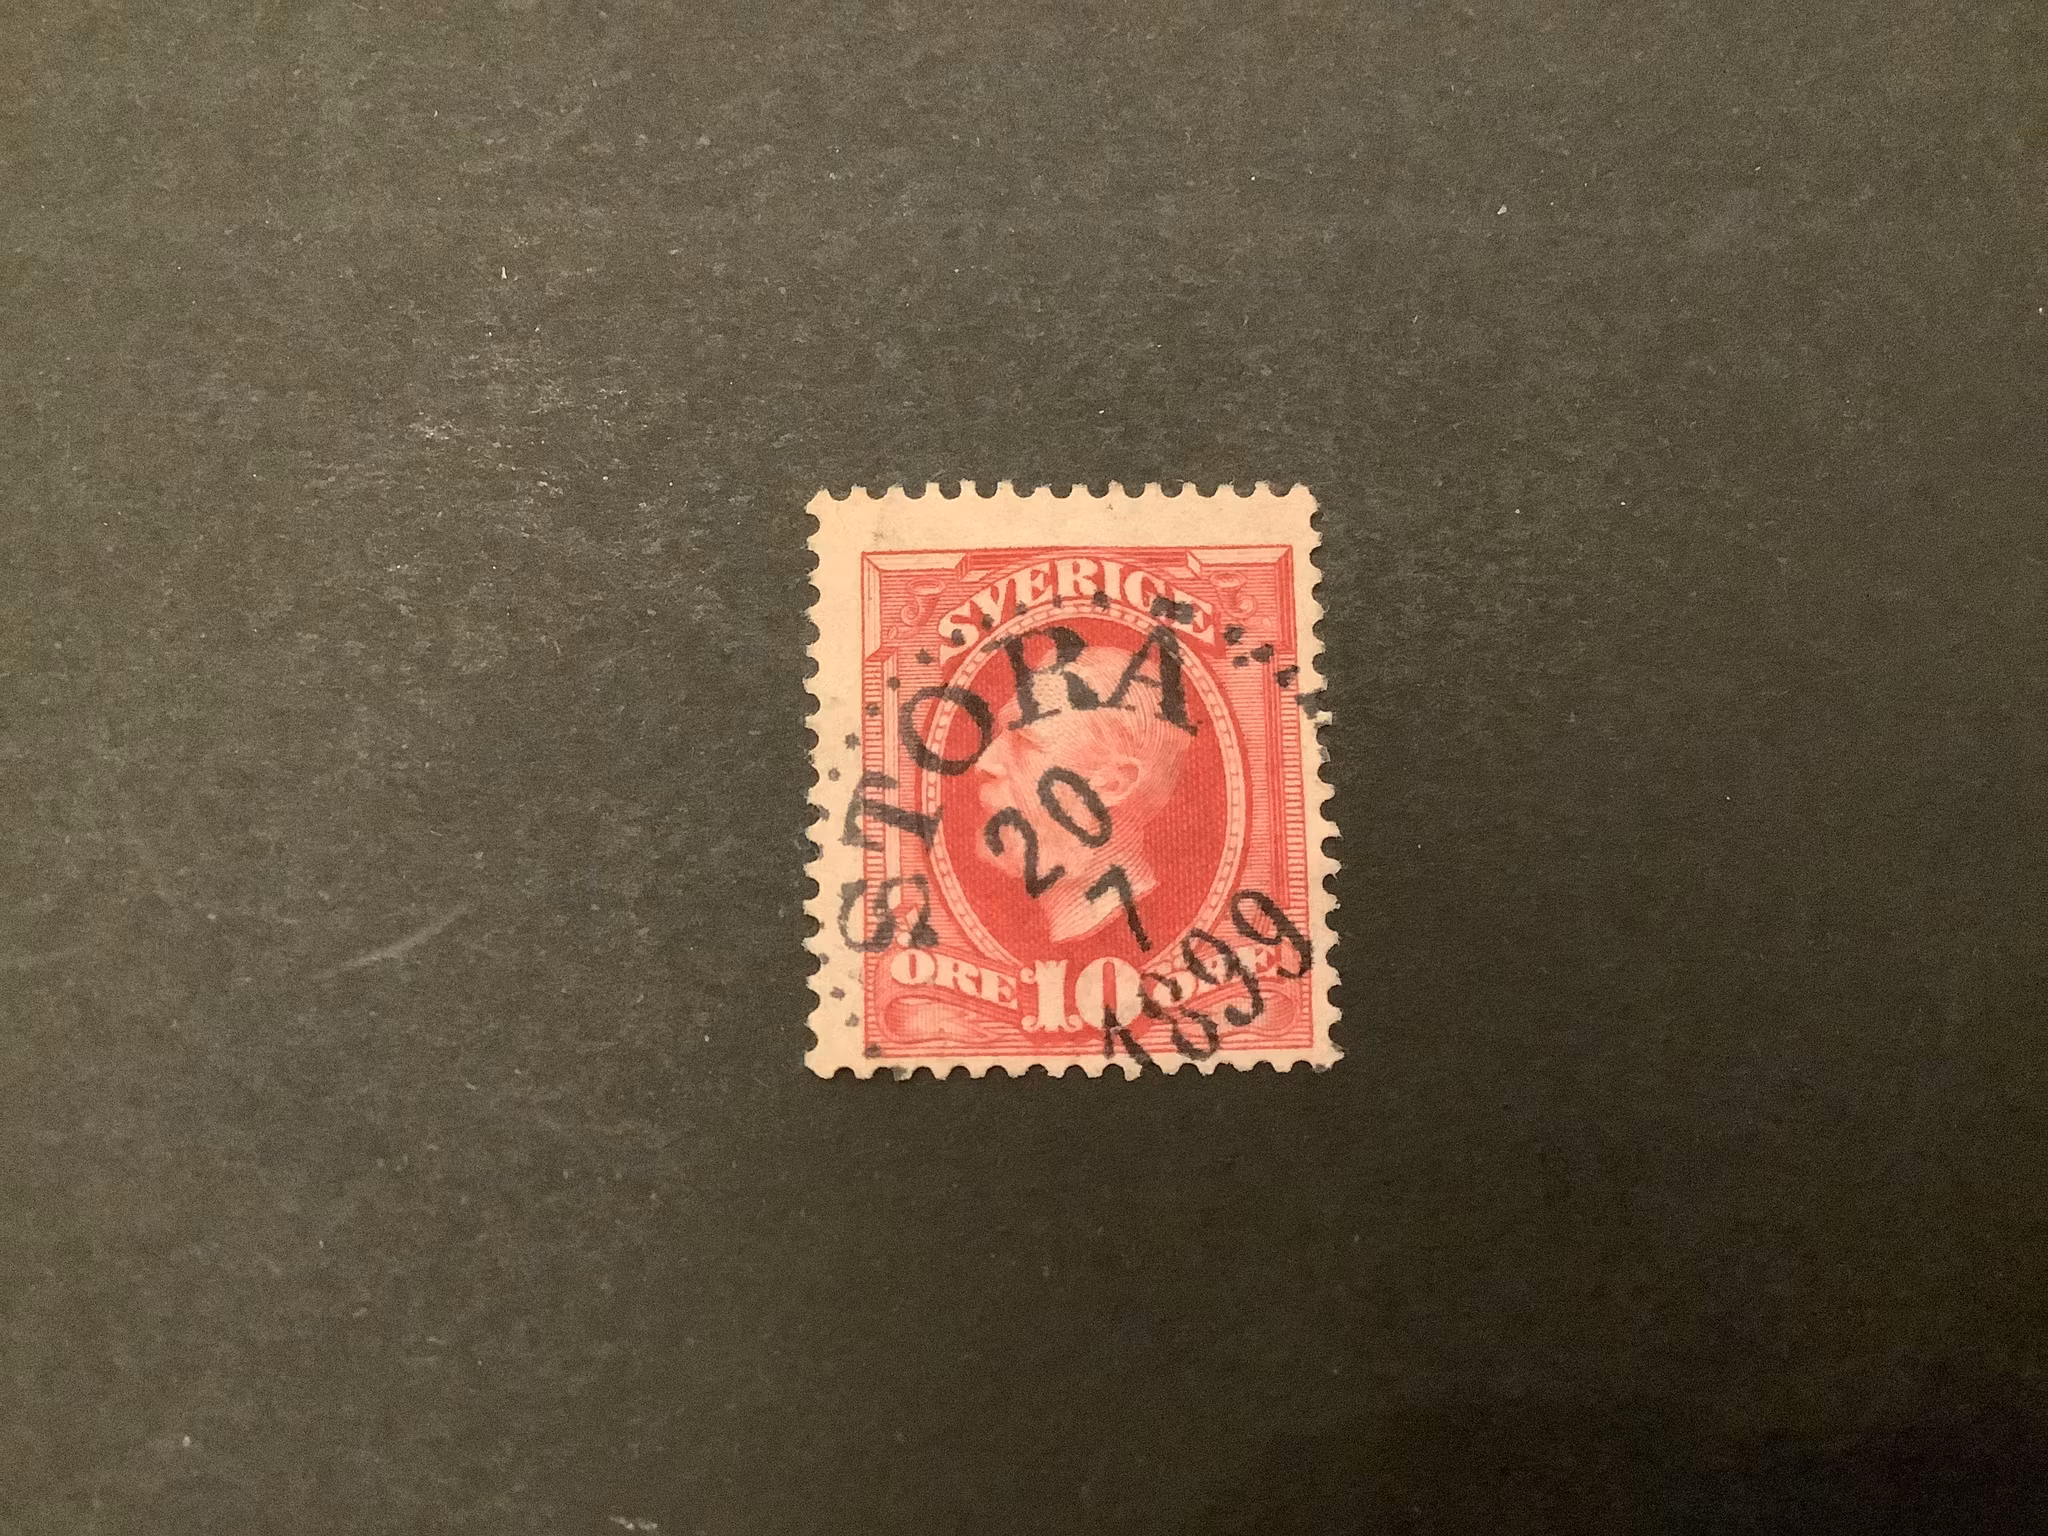 SVERIGE
STORÅ
20
7
1899
ÖRE 10 ÖRE